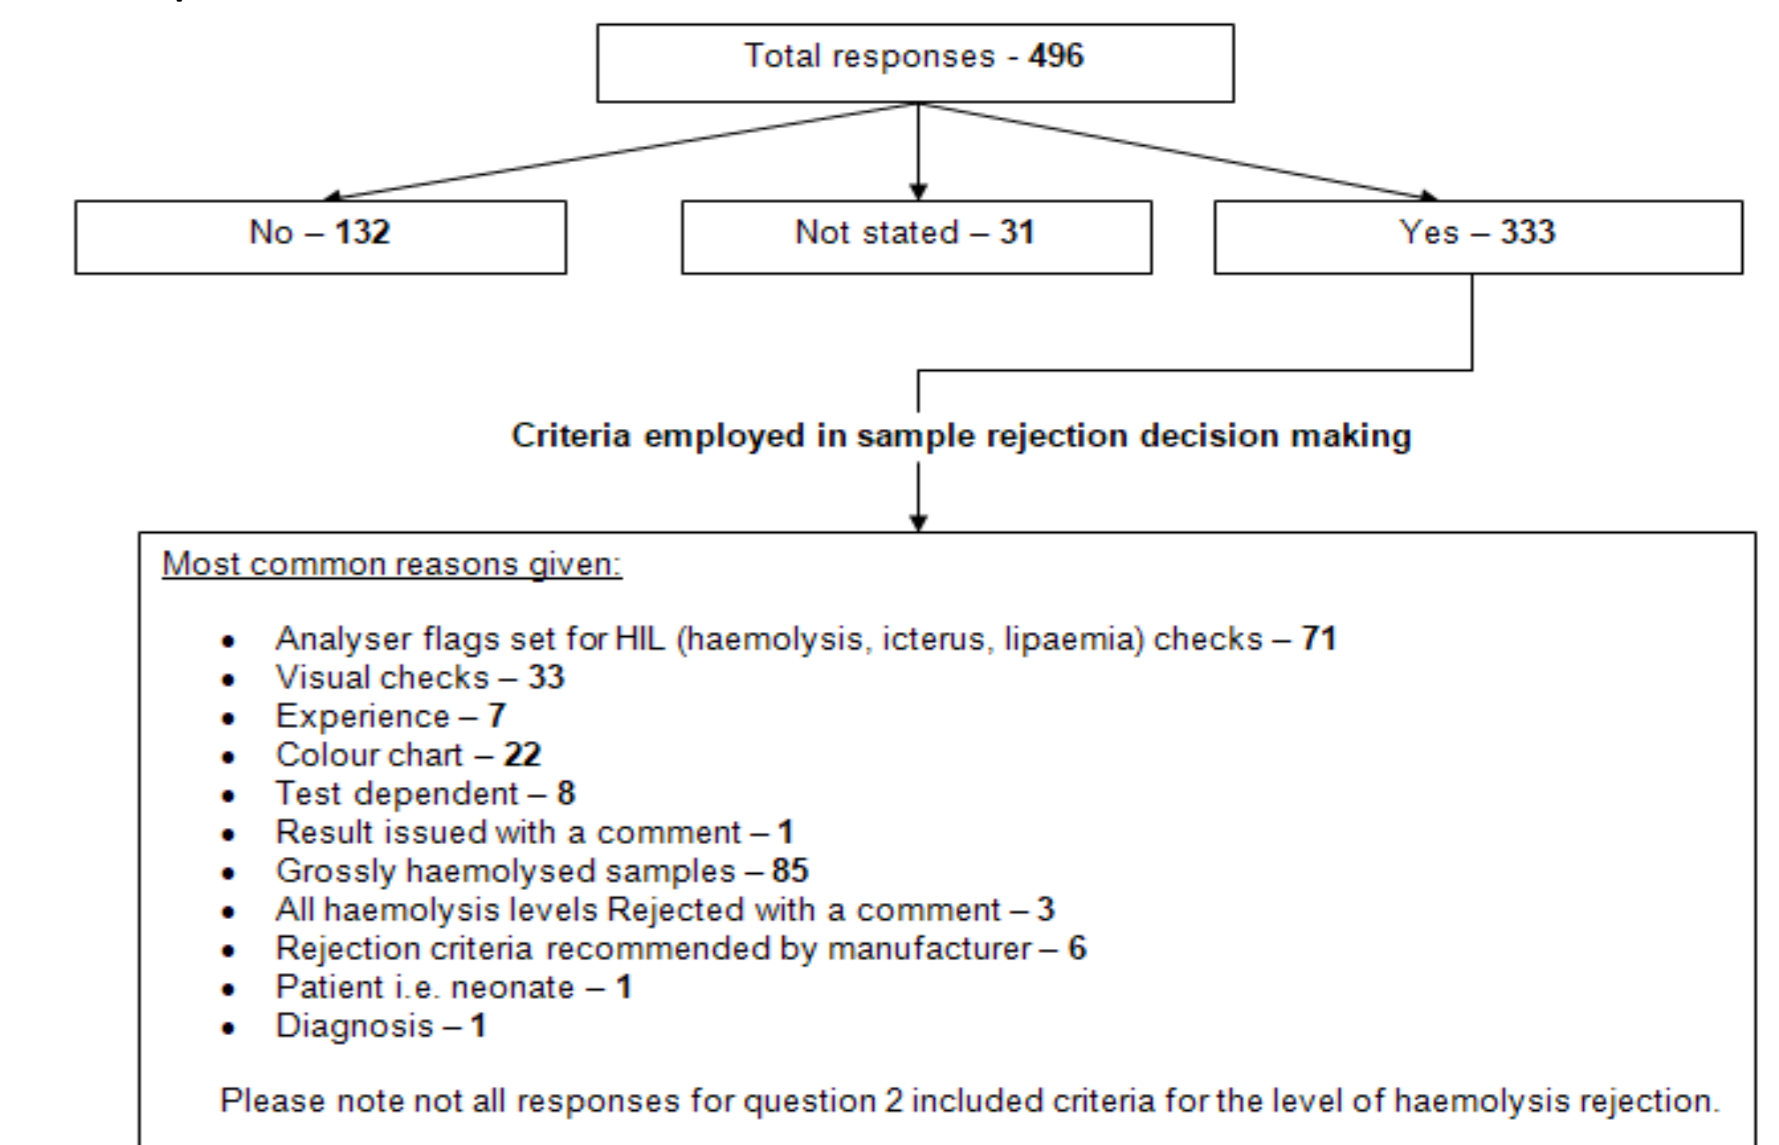 Total responses - 496
No – 132
Not stated – 31
Yes – 333
Criteria employed in sample rejection decision making
Most common reasons given:
• Analyser flags set for HIL (haemolysis, icterus, lipaemia) checks – 71
• Visual checks – 33
• Experience – 7
• Colour chart – 22
• Test dependent – 8
• Result issued with a comment – 1
• Grossly haemolysed samples – 85
• All haemolysis levels Rejected with a comment – 3
• Rejection criteria recommended by manufacturer – 6
• Patient i.e. neonate – 1
• Diagnosis – 1
Please note not all responses for question 2 included criteria for the level of haemolysis rejection.